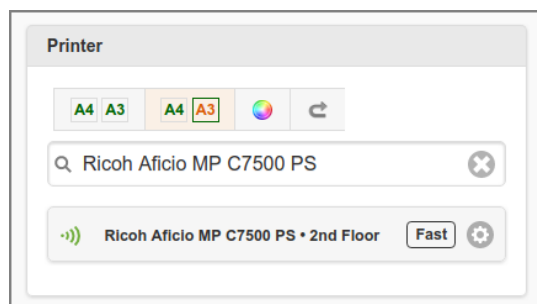 Printer
A4 A3 A4 A3
Ricoh Aficio MP C7500 PS
Ricoh Aficio MP C7500 PS • 2nd Floor Fast